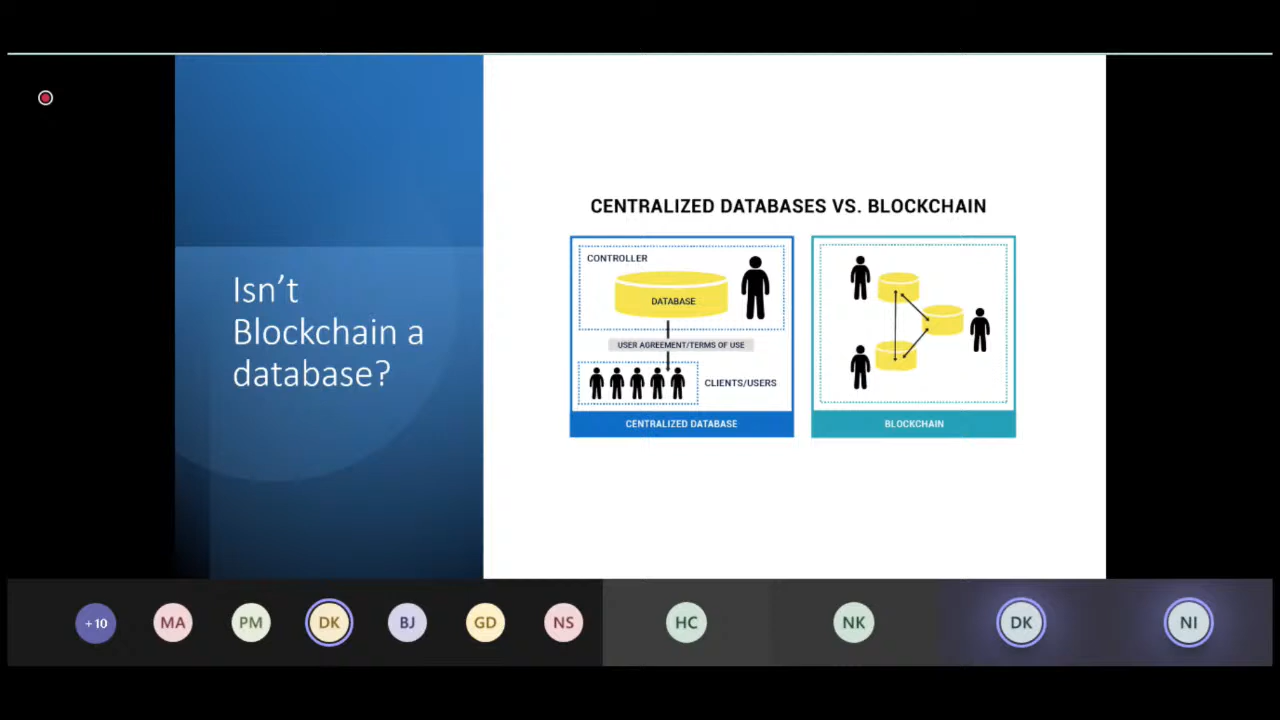 Isn't
Blockchain a
database?
CENTRALIZED DATABASES VS. BLOCKCHAIN
CONTROLLER
DATABASE
USER AGREEMENT/TERMS OF USE
CLIENTS/USERS
CENTRALIZED DATABASE
BLOCKCHAIN
+10 MA PM DK BJ GD NS HC NK DK NI